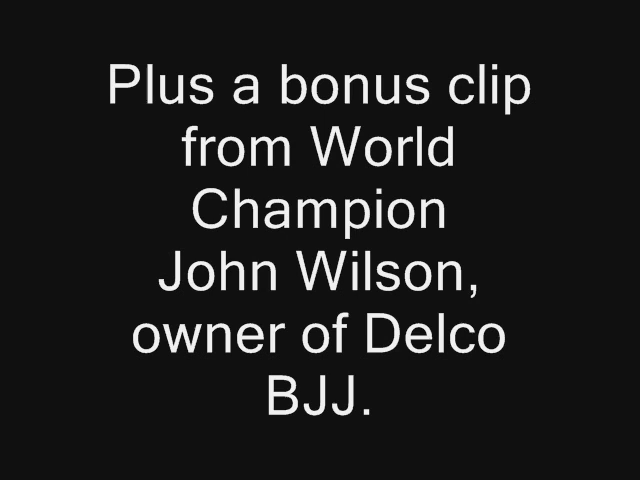 Plus a bonus clip
from World
Champion
John Wilson,
owner of Delco
BJJ.